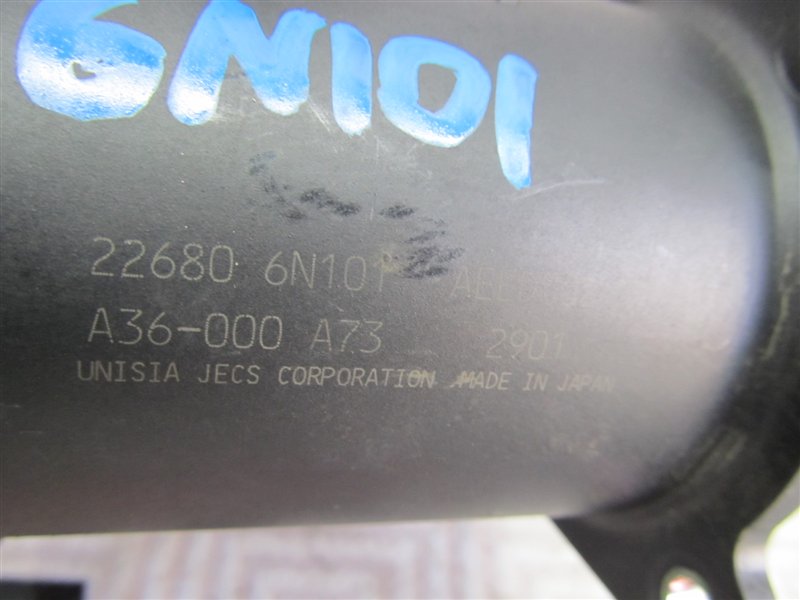 6N101
22680 6N101
A36-000 A73 2901
UNISIA JECS CORPORATION MADE IN JAPAN